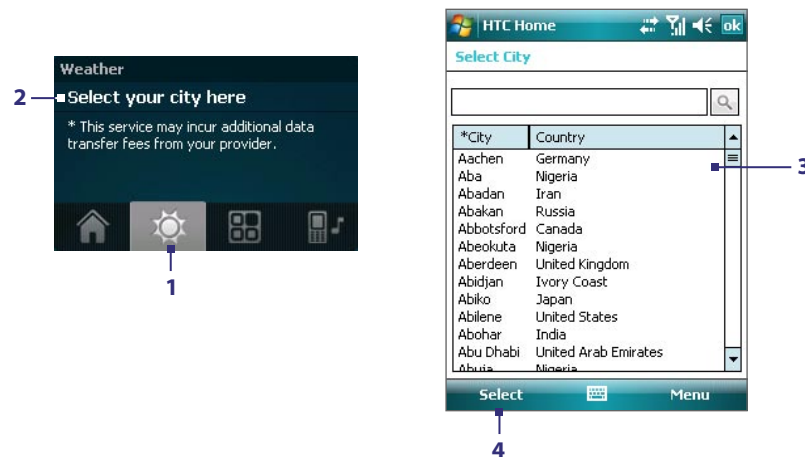 Weather
2
Select your city here
* This service may incur additional data
transfer fees from your provider.
1
HTC Home
ok
Select City
*City Country
Aachen Germany
Aba Nigeria
Abadan Iran
Abakan Russia
Abbotsford Canada
Abeokuta Nigeria
Aberdeen United Kingdom
Abidjan Ivory Coast
Abiko Japan
Abilene United States
Abohar India
Abu Dhabi United Arab Emirates
Abuja Nigeria
3
Select Menu
4